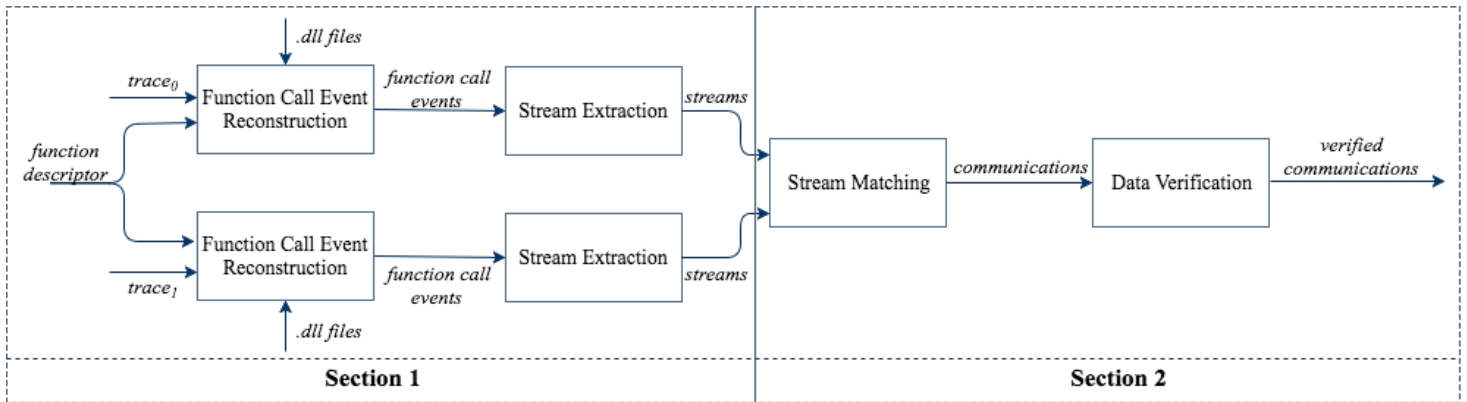 .dll files
trace0
Function Call Event
Reconstruction
function call
events
Stream Extraction
streams
function
descriptor
Stream Matching
communications
Data Verification
verified
communications
Function Call Event
Reconstruction
trace1
.dll files
function call
events
Stream Extraction
streams
Section 1
Section 2